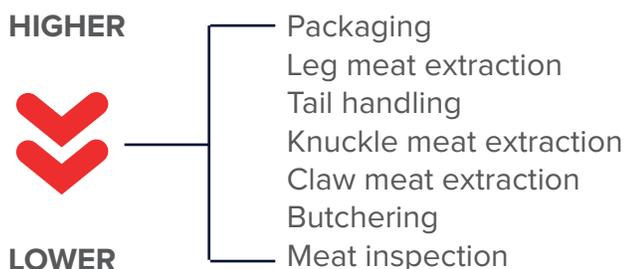 HIGHER
Packaging
Leg meat extraction
Tail handling
Knuckle meat extraction
Claw meat extraction
Butchering
LOWER
Meat inspection